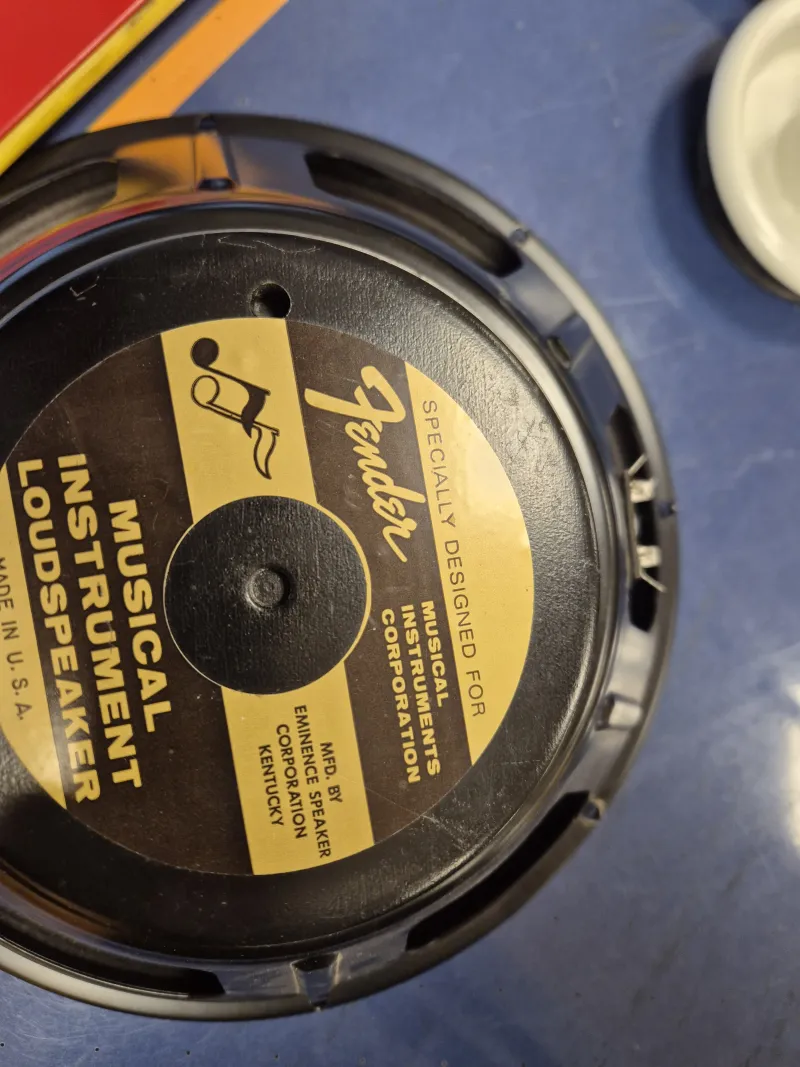 SPECIALLY DESIGNED FOR
Fender
MUSICAL
INSTRUMENTS
CORPORATION
MFD. BY
EMINENCE SPEAKER
CORPORATION
KENTUCKY
MUSICAL
INSTRUMENT
LOUDSPEAKER
MADE IN U.S.A.